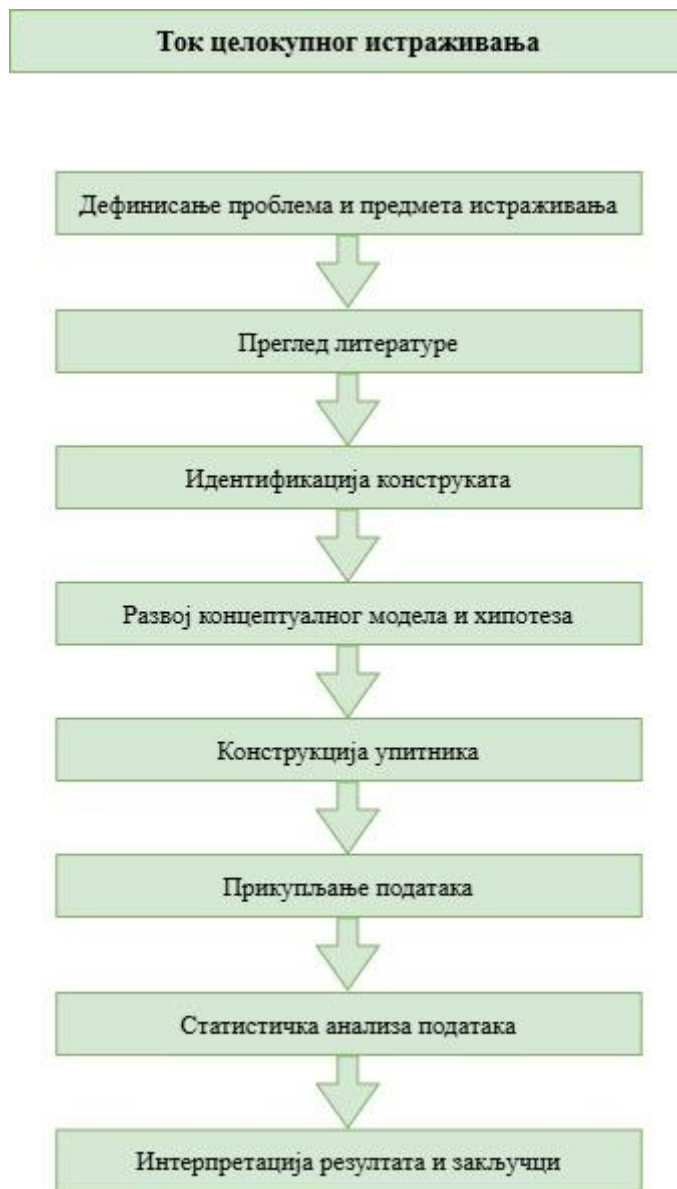 Ток целокупног истраживања
Дефинисање проблема и предмета истраживања
Преглед литературе
Идентификација конструката
Развој концептуалног модела и хипотеза
Конструкција упитника
Прикупљање података
Статистичка анализа података
Интерпретација резултата и закључци